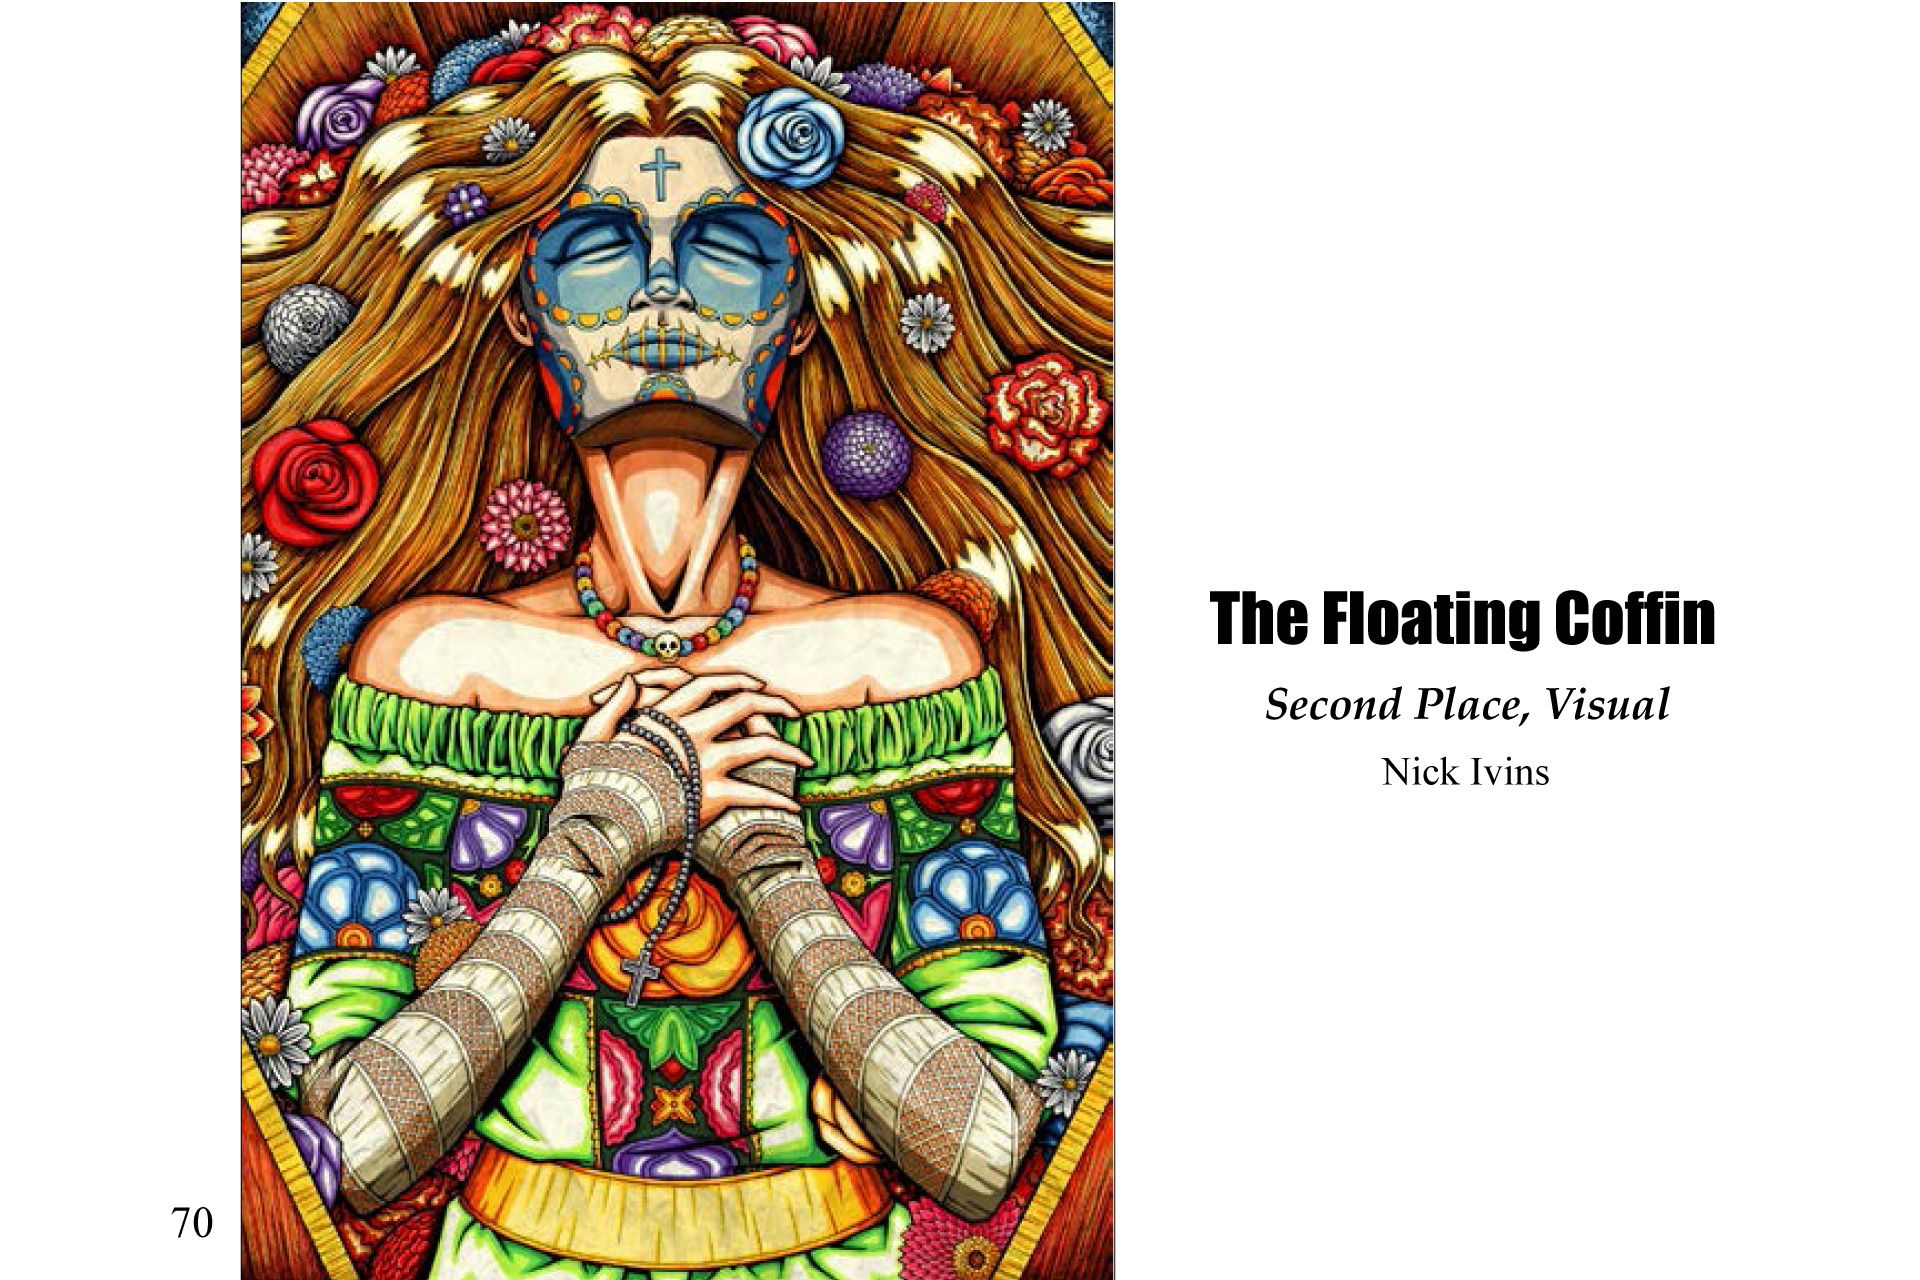 The Floating Coffin
Second Place, Visual
Nick Ivins
70